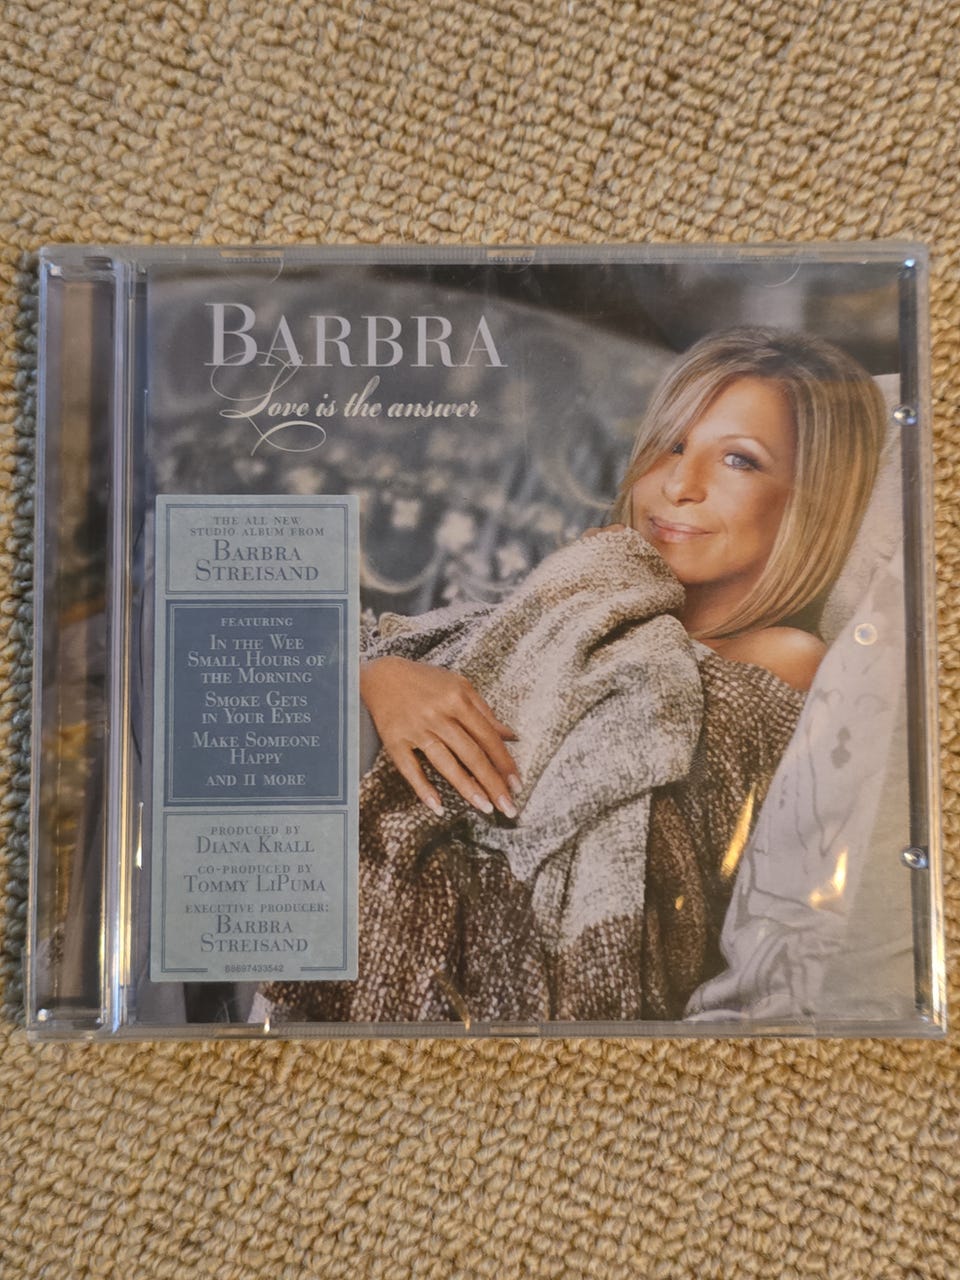 BARBRA
Love is the answer
THE ALL NEW
STUDIO ALBUM FROM
BARBRA
STREISAND
FEATURING
IN THE WEE
SMALL HOURS OF
THE MORNING
SMOKE GETS
IN YOUR EYES
MAKE SOMEONE
HAPPY
AND 11 MORE
PRODUCED BY
DIANA KRALL
CO-PRODUCED BY
TOMMY LIPUMA
EXECUTIVE PRODUCER:
BARBRA
STREISAND
88697433542